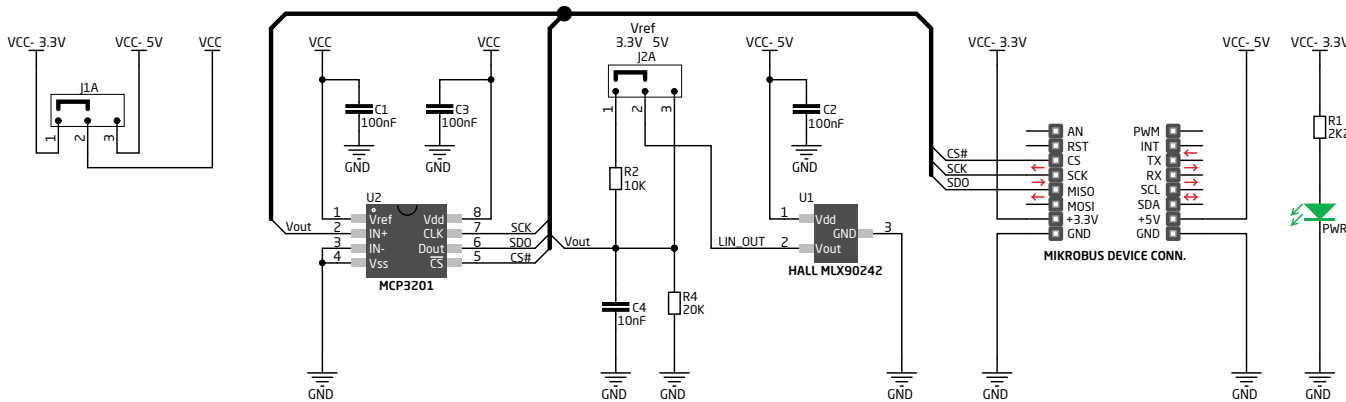 VCC- 3.3V
VCC- 5V
VCC
J1A
1
2
3
VCC
C1
100nF
GND
VCC
C3
100nF
GND
U2
1
Vref
Vdd
8
Vout
2
IN+
CLK
7
SCK
3
IN-
Dout
6
SDO
4
Vss
CS
5
CS#
MCP3201
GND
Vref
3.3V 5V
J2A
1
2
3
R2
10K
Vout
C4
10nF
R4
20K
GND
GND
VCC- 5V
C2
100nF
GND
U1
1
Vdd
GND
3
LIN_OUT
2
Vout
HALL MLX90242
GND
VCC- 3.3V
VCC- 5V
CS#
SCK
SDO
AN
RST
CS
SCK
MISO
MOSI
+3.3V
GND
PWM
INT
TX
RX
SCL
SDA
+5V
GND
MIKROBUS DEVICE CONN.
GND
GND
VCC- 3.3V
R1
2K2
PWR
GND